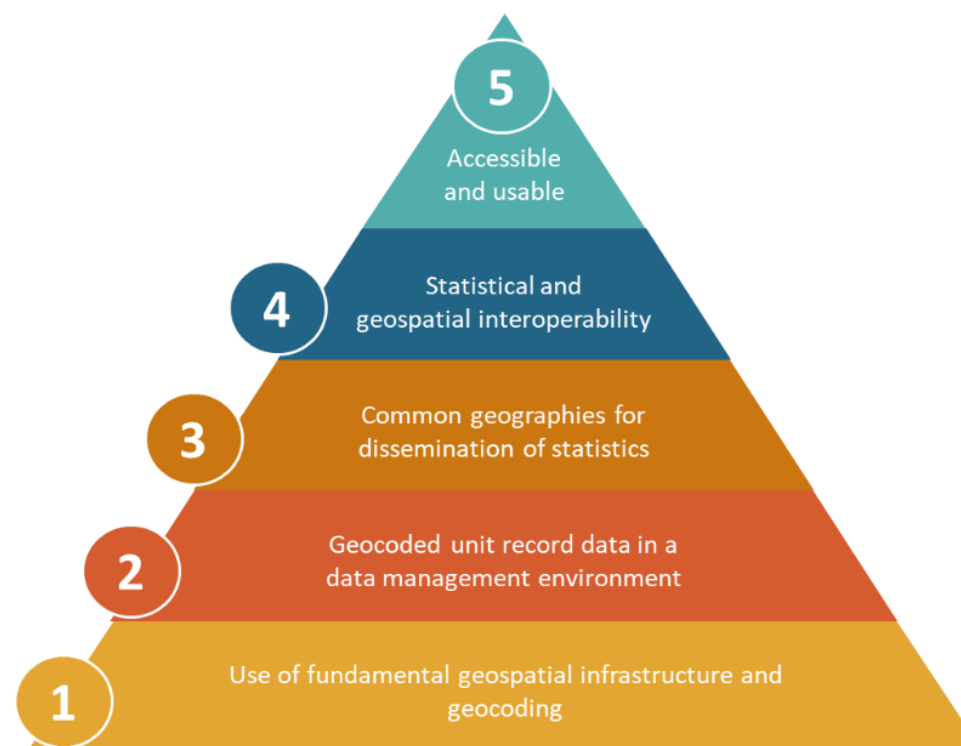 5
Accessible
and usable
4
Statistical and
geospatial interoperability
3
Common geographies for
dissemination of statistics
2
Geocoded unit record data in a
data management environment
1
Use of fundamental geospatial infrastructure and
geocoding